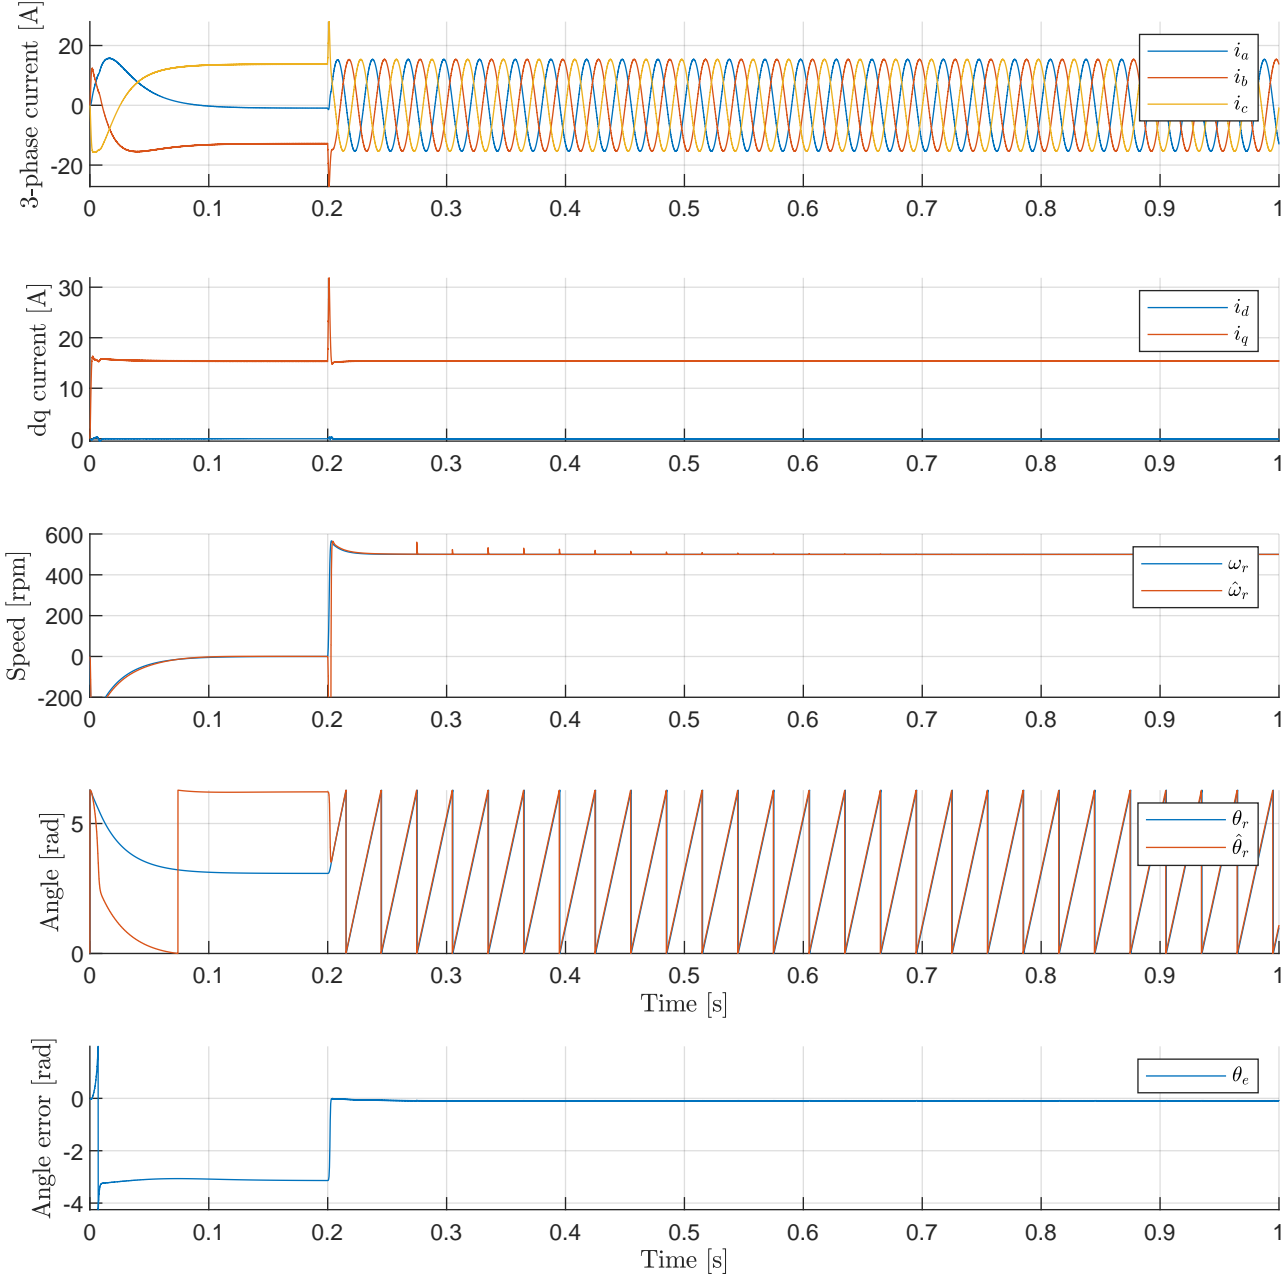 3-phase current [A]
20
0
-20
i_a
i_b
i_c
0 0.1 0.2 0.3 0.4 0.5 0.6 0.7 0.8 0.9 1
dq current [A]
30
20
10
0
i_d
i_q
0 0.1 0.2 0.3 0.4 0.5 0.6 0.7 0.8 0.9 1
Speed [rpm]
600
400
200
0
-200
ω_r
ω̂_r
0 0.1 0.2 0.3 0.4 0.5 0.6 0.7 0.8 0.9 1
Angle [rad]
5
0
θ_r
θ̂_r
0 0.1 0.2 0.3 0.4 0.5 0.6 0.7 0.8 0.9 1
Time [s]
Angle error [rad]
0
-2
-4
θ_e
0 0.1 0.2 0.3 0.4 0.5 0.6 0.7 0.8 0.9 1
Time [s]